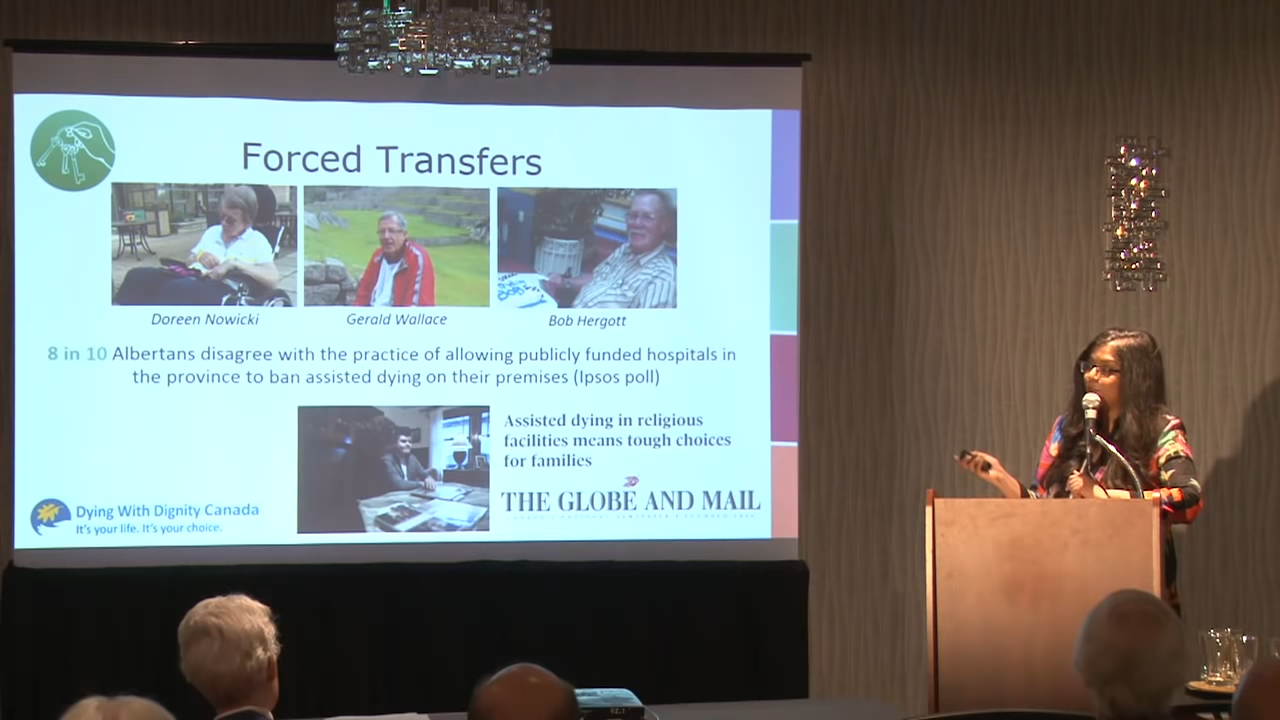 Forced Transfers
Doreen Nowicki
Gerald Wallace
Bob Hergott
8 in 10 Albertans disagree with the practice of allowing publicly funded hospitals in
the province to ban assisted dying on their premises (Ipsos poll)
Assisted dying in religious
facilities means tough choices
for families
THE GLOBE AND MAIL
Dying With Dignity Canada
It's your life. It's your choice.